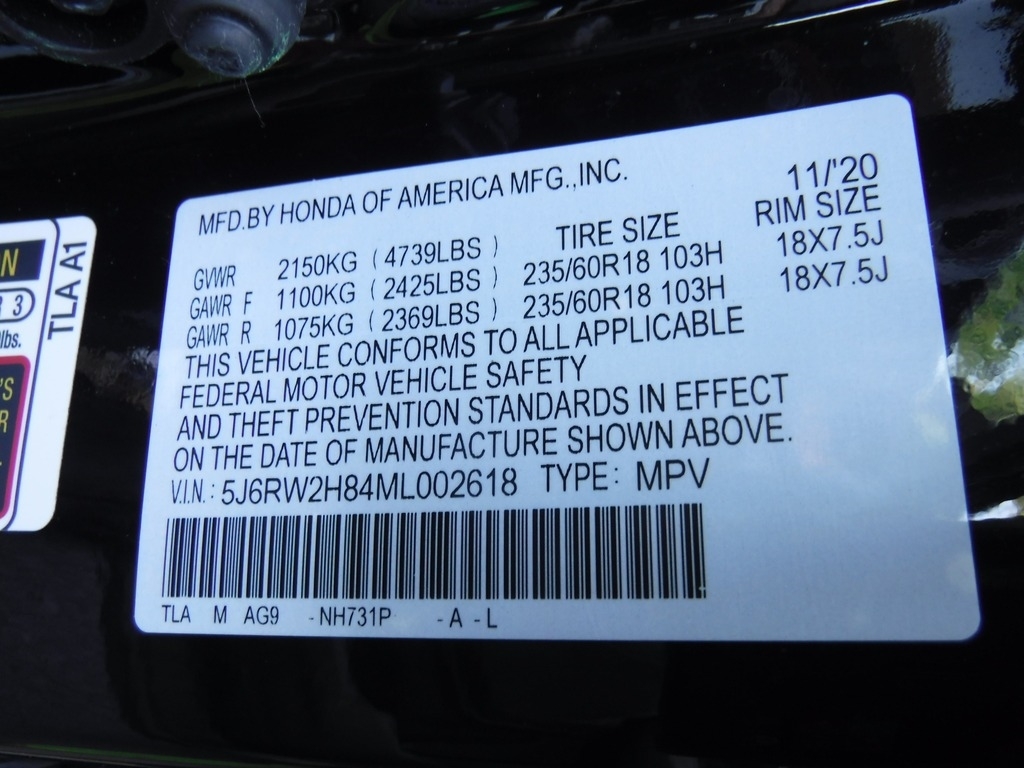 MFD.BY HONDA OF AMERICA MFG.,INC. 11/'20
TIRE SIZE RIM SIZE
GVWR 2150KG ( 4739LBS )
GAWR F 1100KG ( 2425LBS ) 235/60R18 103H 18X7.5J
GAWR R 1075KG ( 2369LBS ) 235/60R18 103H 18X7.5J
THIS VEHICLE CONFORMS TO ALL APPLICABLE
FEDERAL MOTOR VEHICLE SAFETY
AND THEFT PREVENTION STANDARDS IN EFFECT
ON THE DATE OF MANUFACTURE SHOWN ABOVE.
V.I.N.: 5J6RW2H84ML002618 TYPE: MPV
TLA M AG9 -NH731P -A -L
TLA A1
N
3
lbs.
'S
R